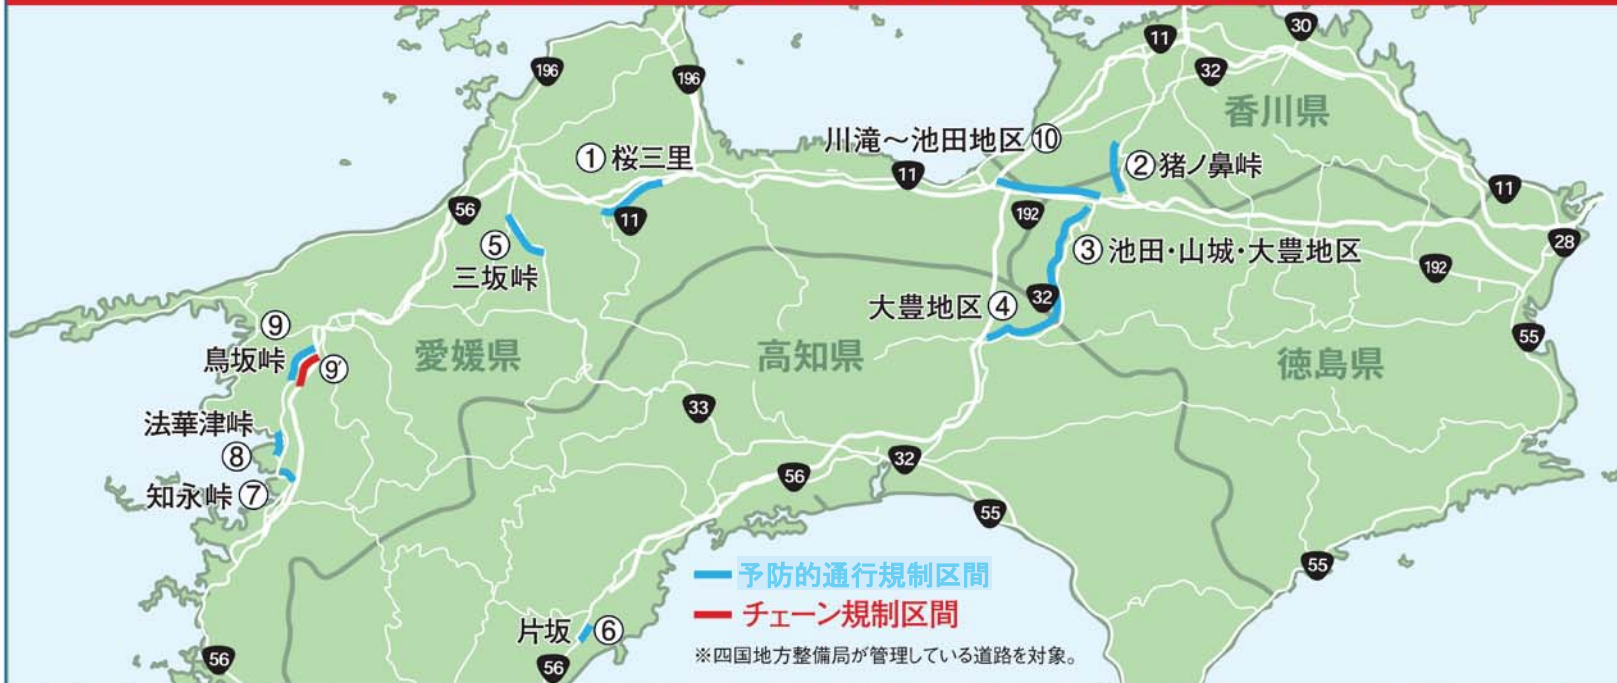 30
11
196
196
32
香川県
川滝～池田地区⑩
①桜三里
②猪ノ鼻峠
11
11
56
192
11
⑤
三坂峠
③池田・山城・大豊地区
28
192
大豊地区④
32
⑨
鳥坂峠
⑨'
愛媛県
高知県
徳島県
55
33
法華津峠
⑧
32
56
知永峠⑦
55
55
予防的通行規制区間
チェーン規制区間
片坂⑥
※四国地方整備局が管理している道路を対象。
56
56